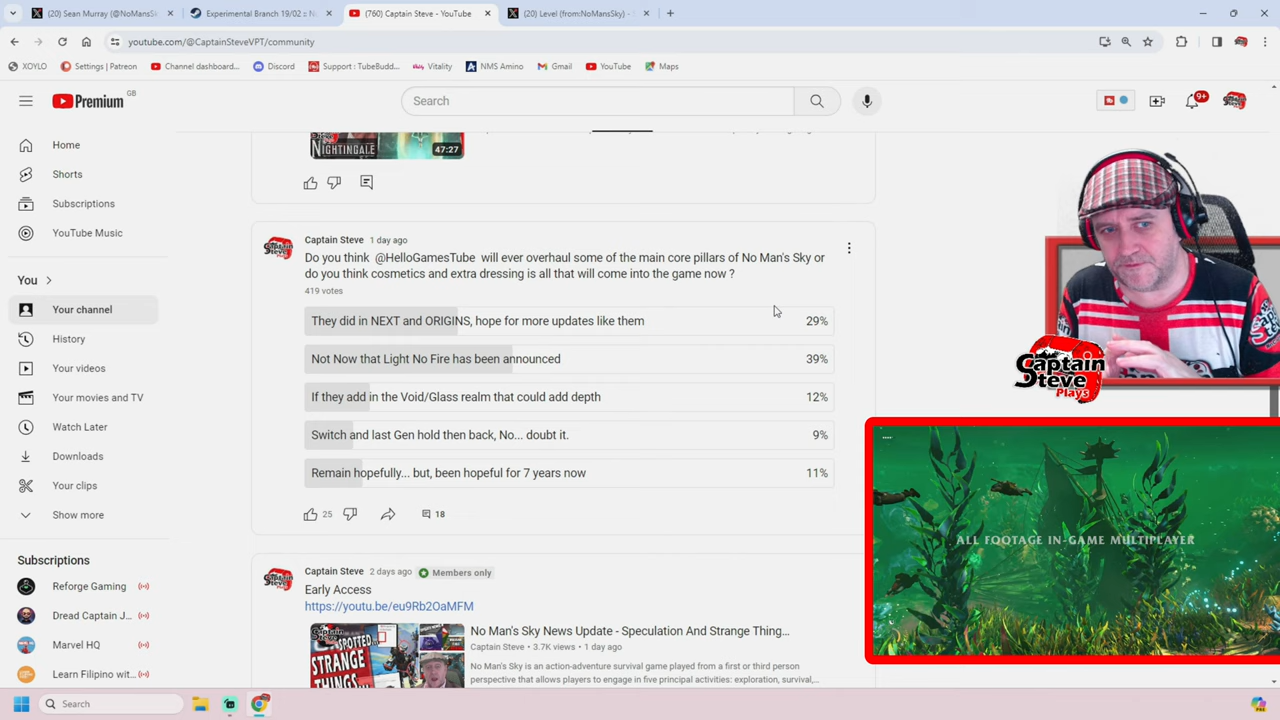 (20) Sean Murray (@NoMansSk
Experimental Branch 19/02 :: N
(760) Captain Steve - YouTube
(20) Level (from:NoMansSky) -
youtube.com/@CaptainSteveVPT/community
XOYLO
Settings | Patreon
Channel dashboard...
Discord
Support : TubeBudd...
Vitality
NMS Amino
Gmail
YouTube
Maps
Premium GB
Search
9+
Home
Shorts
Subscriptions
YouTube Music
You
Your channel
History
Your videos
Your movies and TV
Watch Later
Downloads
Your clips
Show more
Subscriptions
Reforge Gaming
Dread Captain J...
Marvel HQ
Learn Filipino wit...
NIGHTINGALE
47:27
Captain Steve 1 day ago
Do you think @HelloGamesTube will ever overhaul some of the main core pillars of No Man's Sky or
do you think cosmetics and extra dressing is all that will come into the game now ?
419 votes
They did in NEXT and ORIGINS, hope for more updates like them 29%
Not Now that Light No Fire has been announced 39%
If they add in the Void/Glass realm that could add depth 12%
Switch and last Gen hold then back, No... doubt it. 9%
Remain hopefully... but, been hopeful for 7 years now 11%
25
18
Captain Steve 2 days ago Members only
Early Access
https://youtu.be/eu9Rb2OaMFM
SPOTTED
STRANGE
THINGS
No Man's Sky News Update - Speculation And Strange Thing...
Captain Steve • 3.7K views • 1 day ago
No Man's Sky is an action-adventure survival game played from a first or third person
perspective that allows players to engage in five principal activities: exploration, survival,...
Captain
Steve
Plays
ALL FOOTAGE IN-GAME MULTIPLAYER
Search